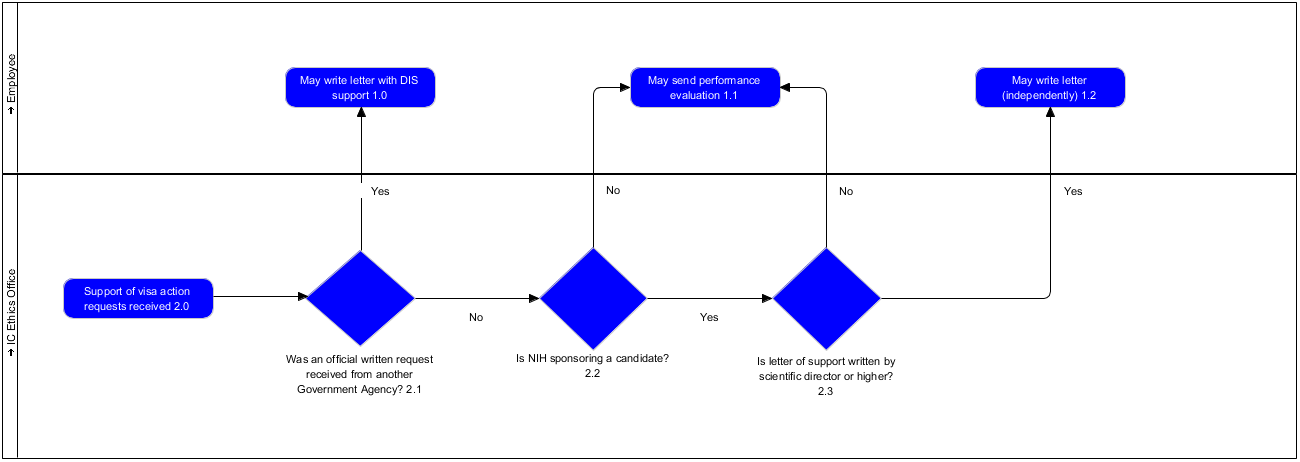 Employee
May write letter with DIS
support 1.0
May send performance
evaluation 1.1
May write letter
(independently) 1.2
Yes
No
No
Yes
IC Ethics Office
Support of visa action
requests received 2.0
No
Yes
Was an official written request
received from another
Government Agency? 2.1
Is NIH sponsoring a candidate?
2.2
Is letter of support written by
scientific director or higher?
2.3